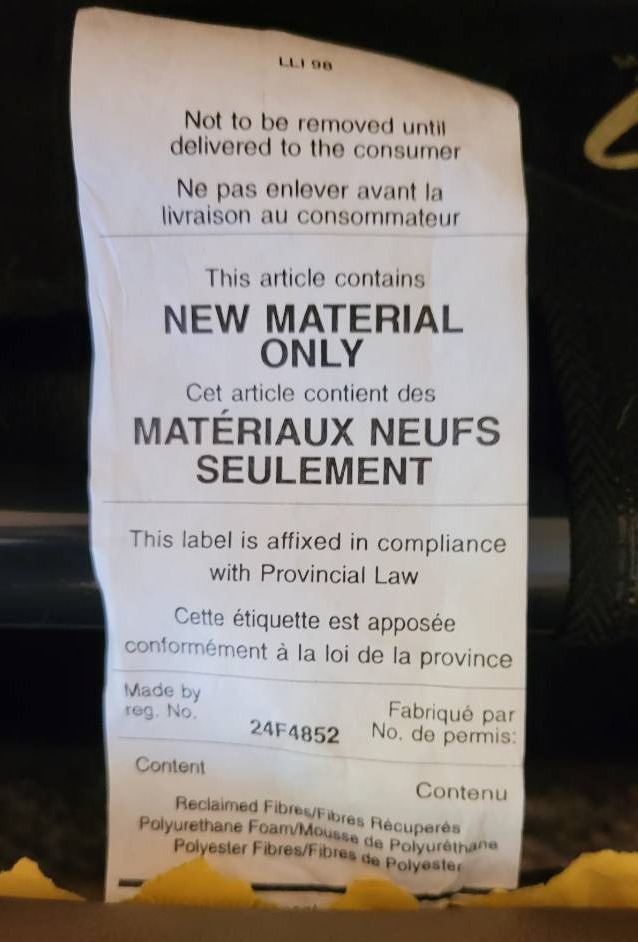 LLI 98
Not to be removed until
delivered to the consumer
Ne pas enlever avant la
livraison au consommateur
This article contains
NEW MATERIAL
ONLY
Cet article contient des
MATÉRIAUX NEUFS
SEULEMENT
This label is affixed in compliance
with Provincial Law
Cette étiquette est apposée
conformément à la loi de la province
Made by
reg. No.
24F4852
Fabriqué par
No. de permis:
Content
Contenu
Reclaimed Fibres/Fibres Récuperés
Polyurethane Foam/Mousse de Polyuréthane
Polyester Fibres/Fibres de Polyester